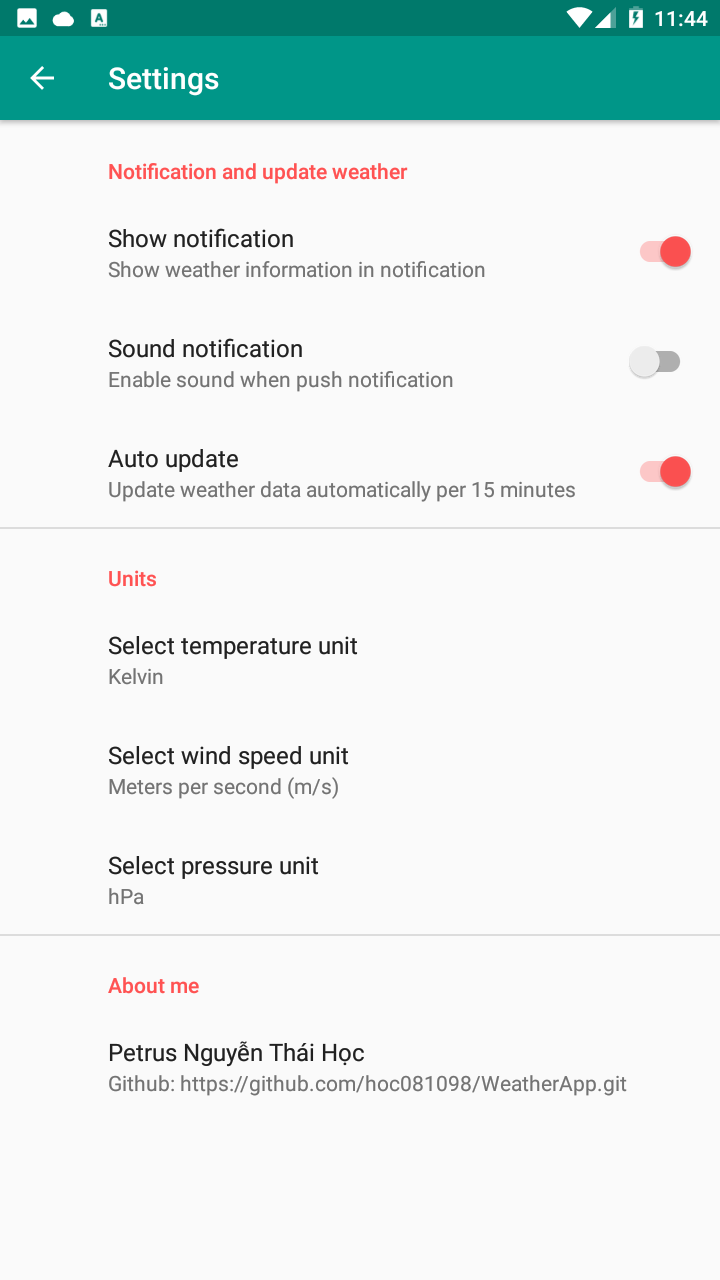 11:44
Settings
Notification and update weather
Show notification
Show weather information in notification
Sound notification
Enable sound when push notification
Auto update
Update weather data automatically per 15 minutes
Units
Select temperature unit
Kelvin
Select wind speed unit
Meters per second (m/s)
Select pressure unit
hPa
About me
Petrus Nguyễn Thái Học
Github: https://github.com/hoc081098/WeatherApp.git